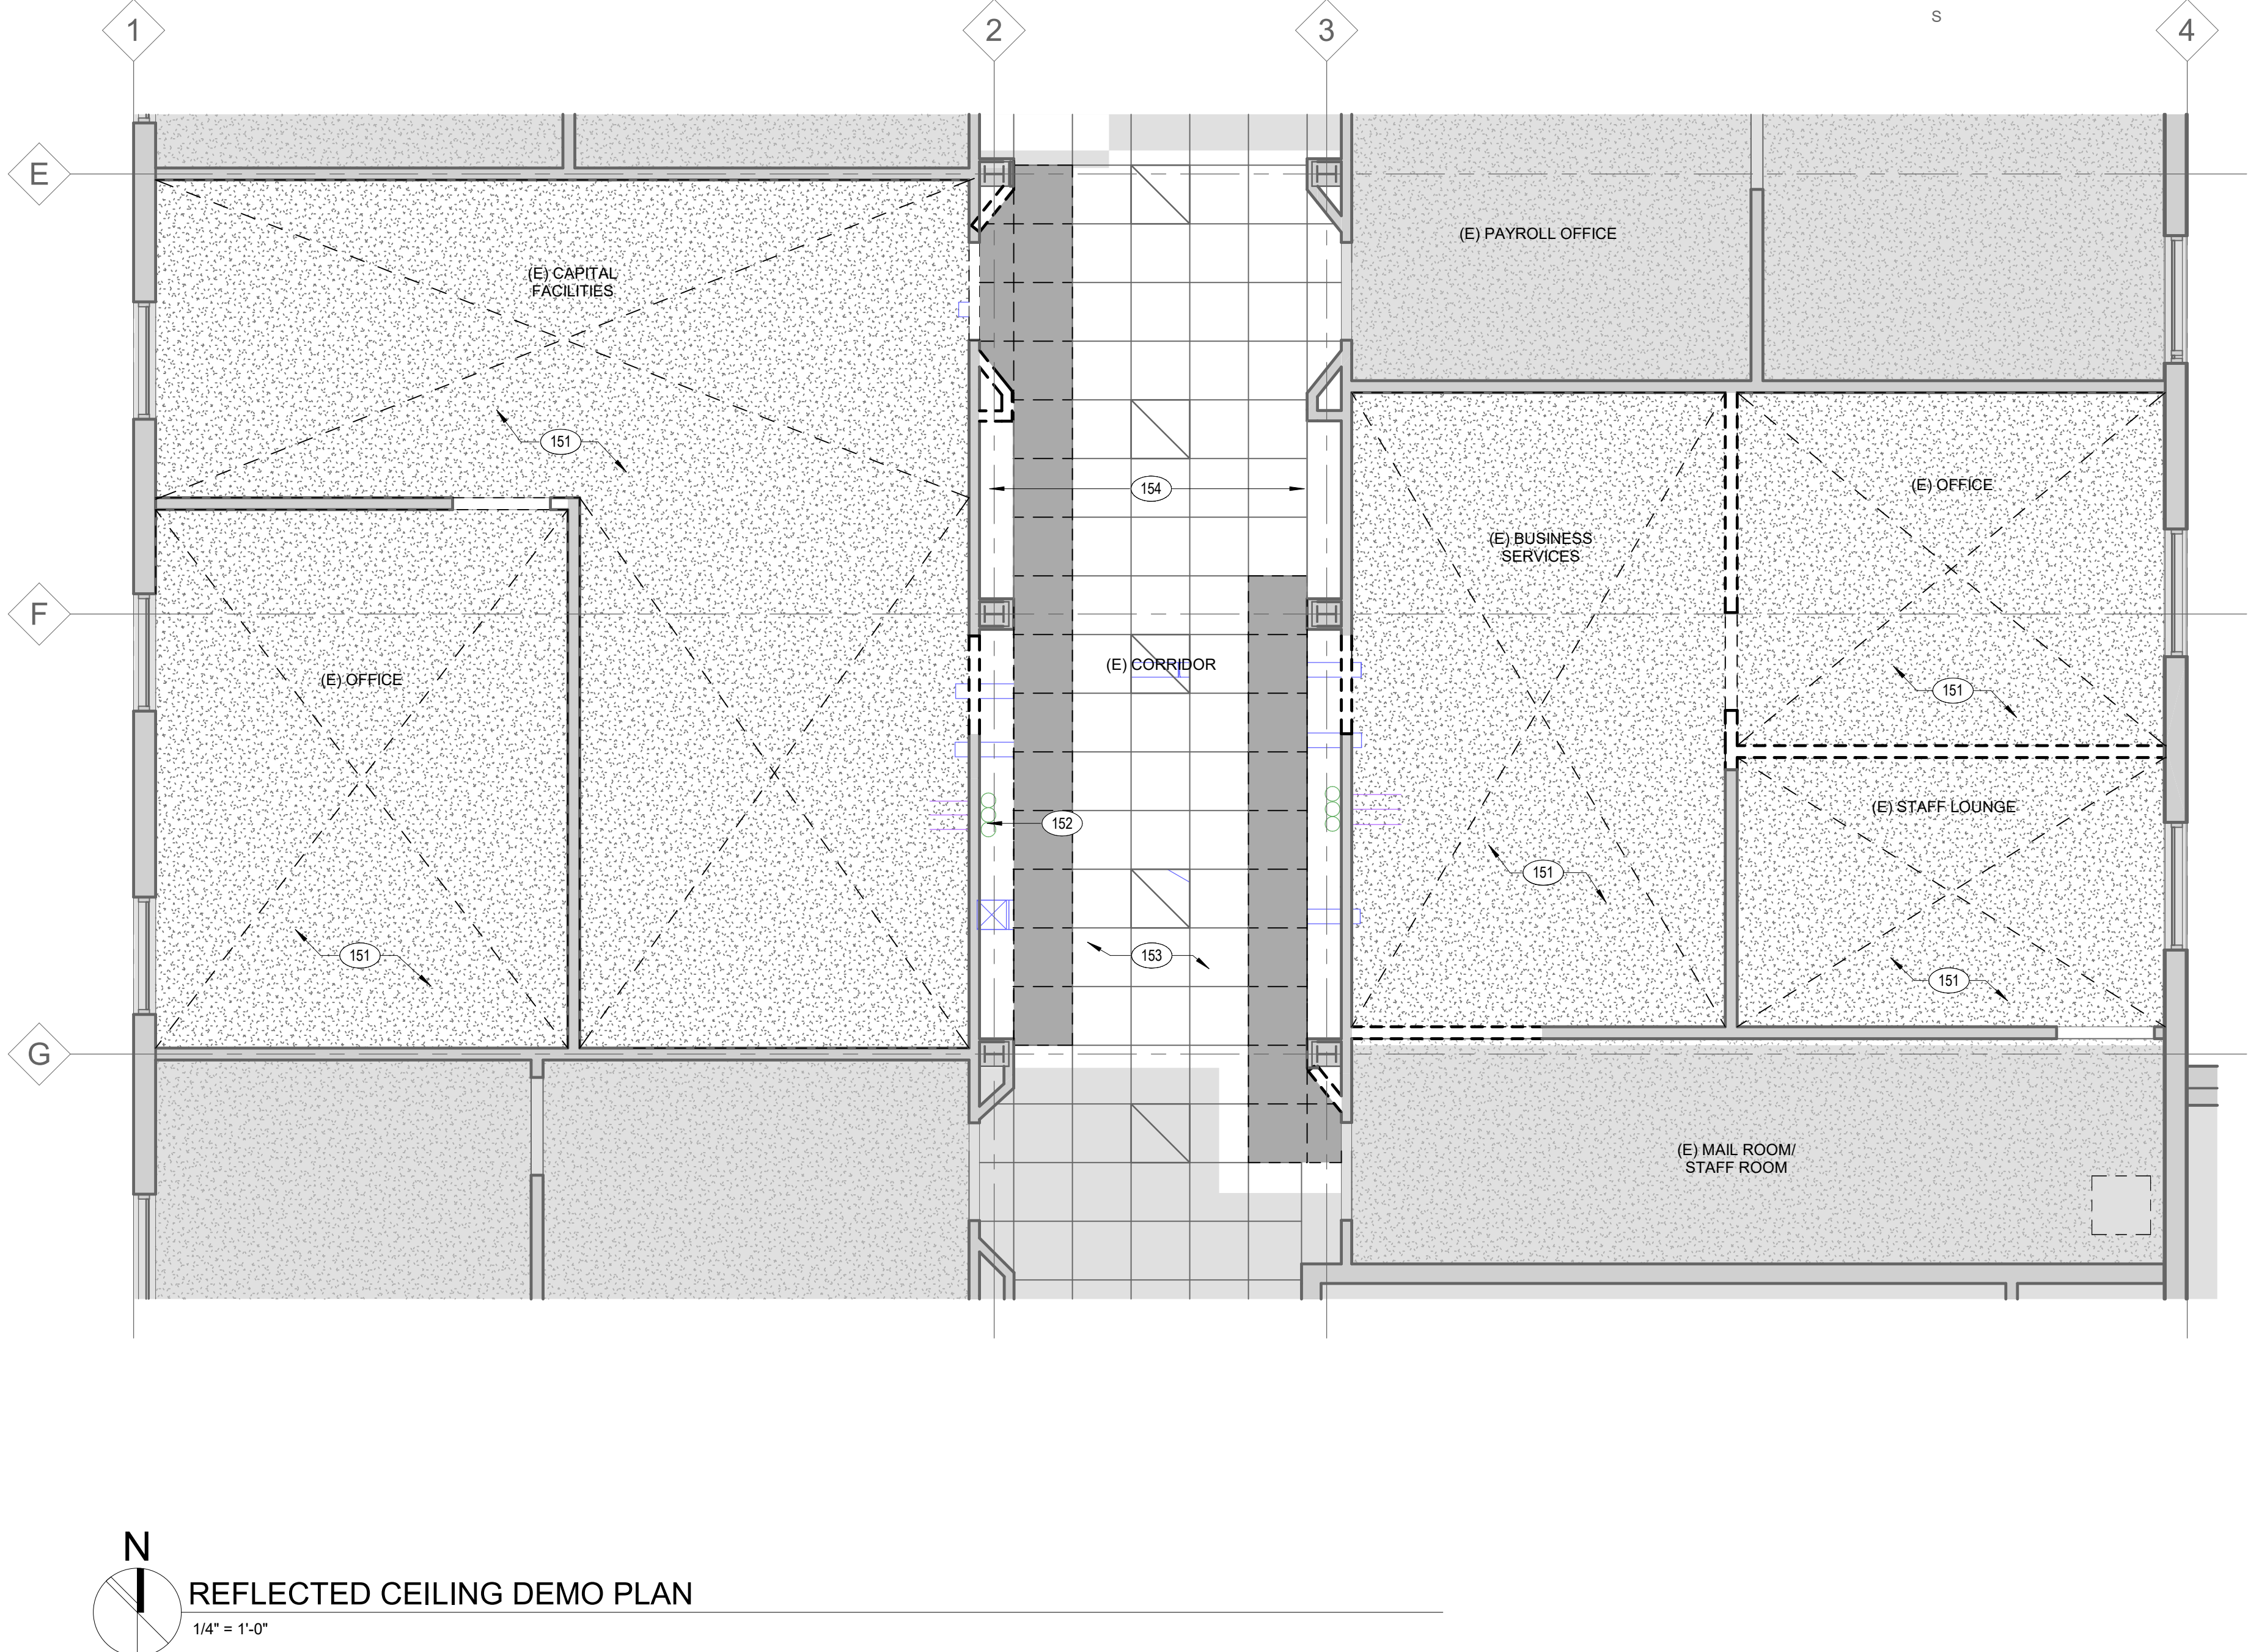 1
2
3
S
4
E
(E) PAYROLL OFFICE
(E) CAPITAL
FACILITIES
151
154
(E) OFFICE
(E) BUSINESS
SERVICES
F
(E) CORRIDOR
(E) OFFICE
151
(E) STAFF LOUNGE
152
151
151
153
151
G
(E) MAIL ROOM/
STAFF ROOM
N
REFLECTED CEILING DEMO PLAN
1/4" = 1'-0"